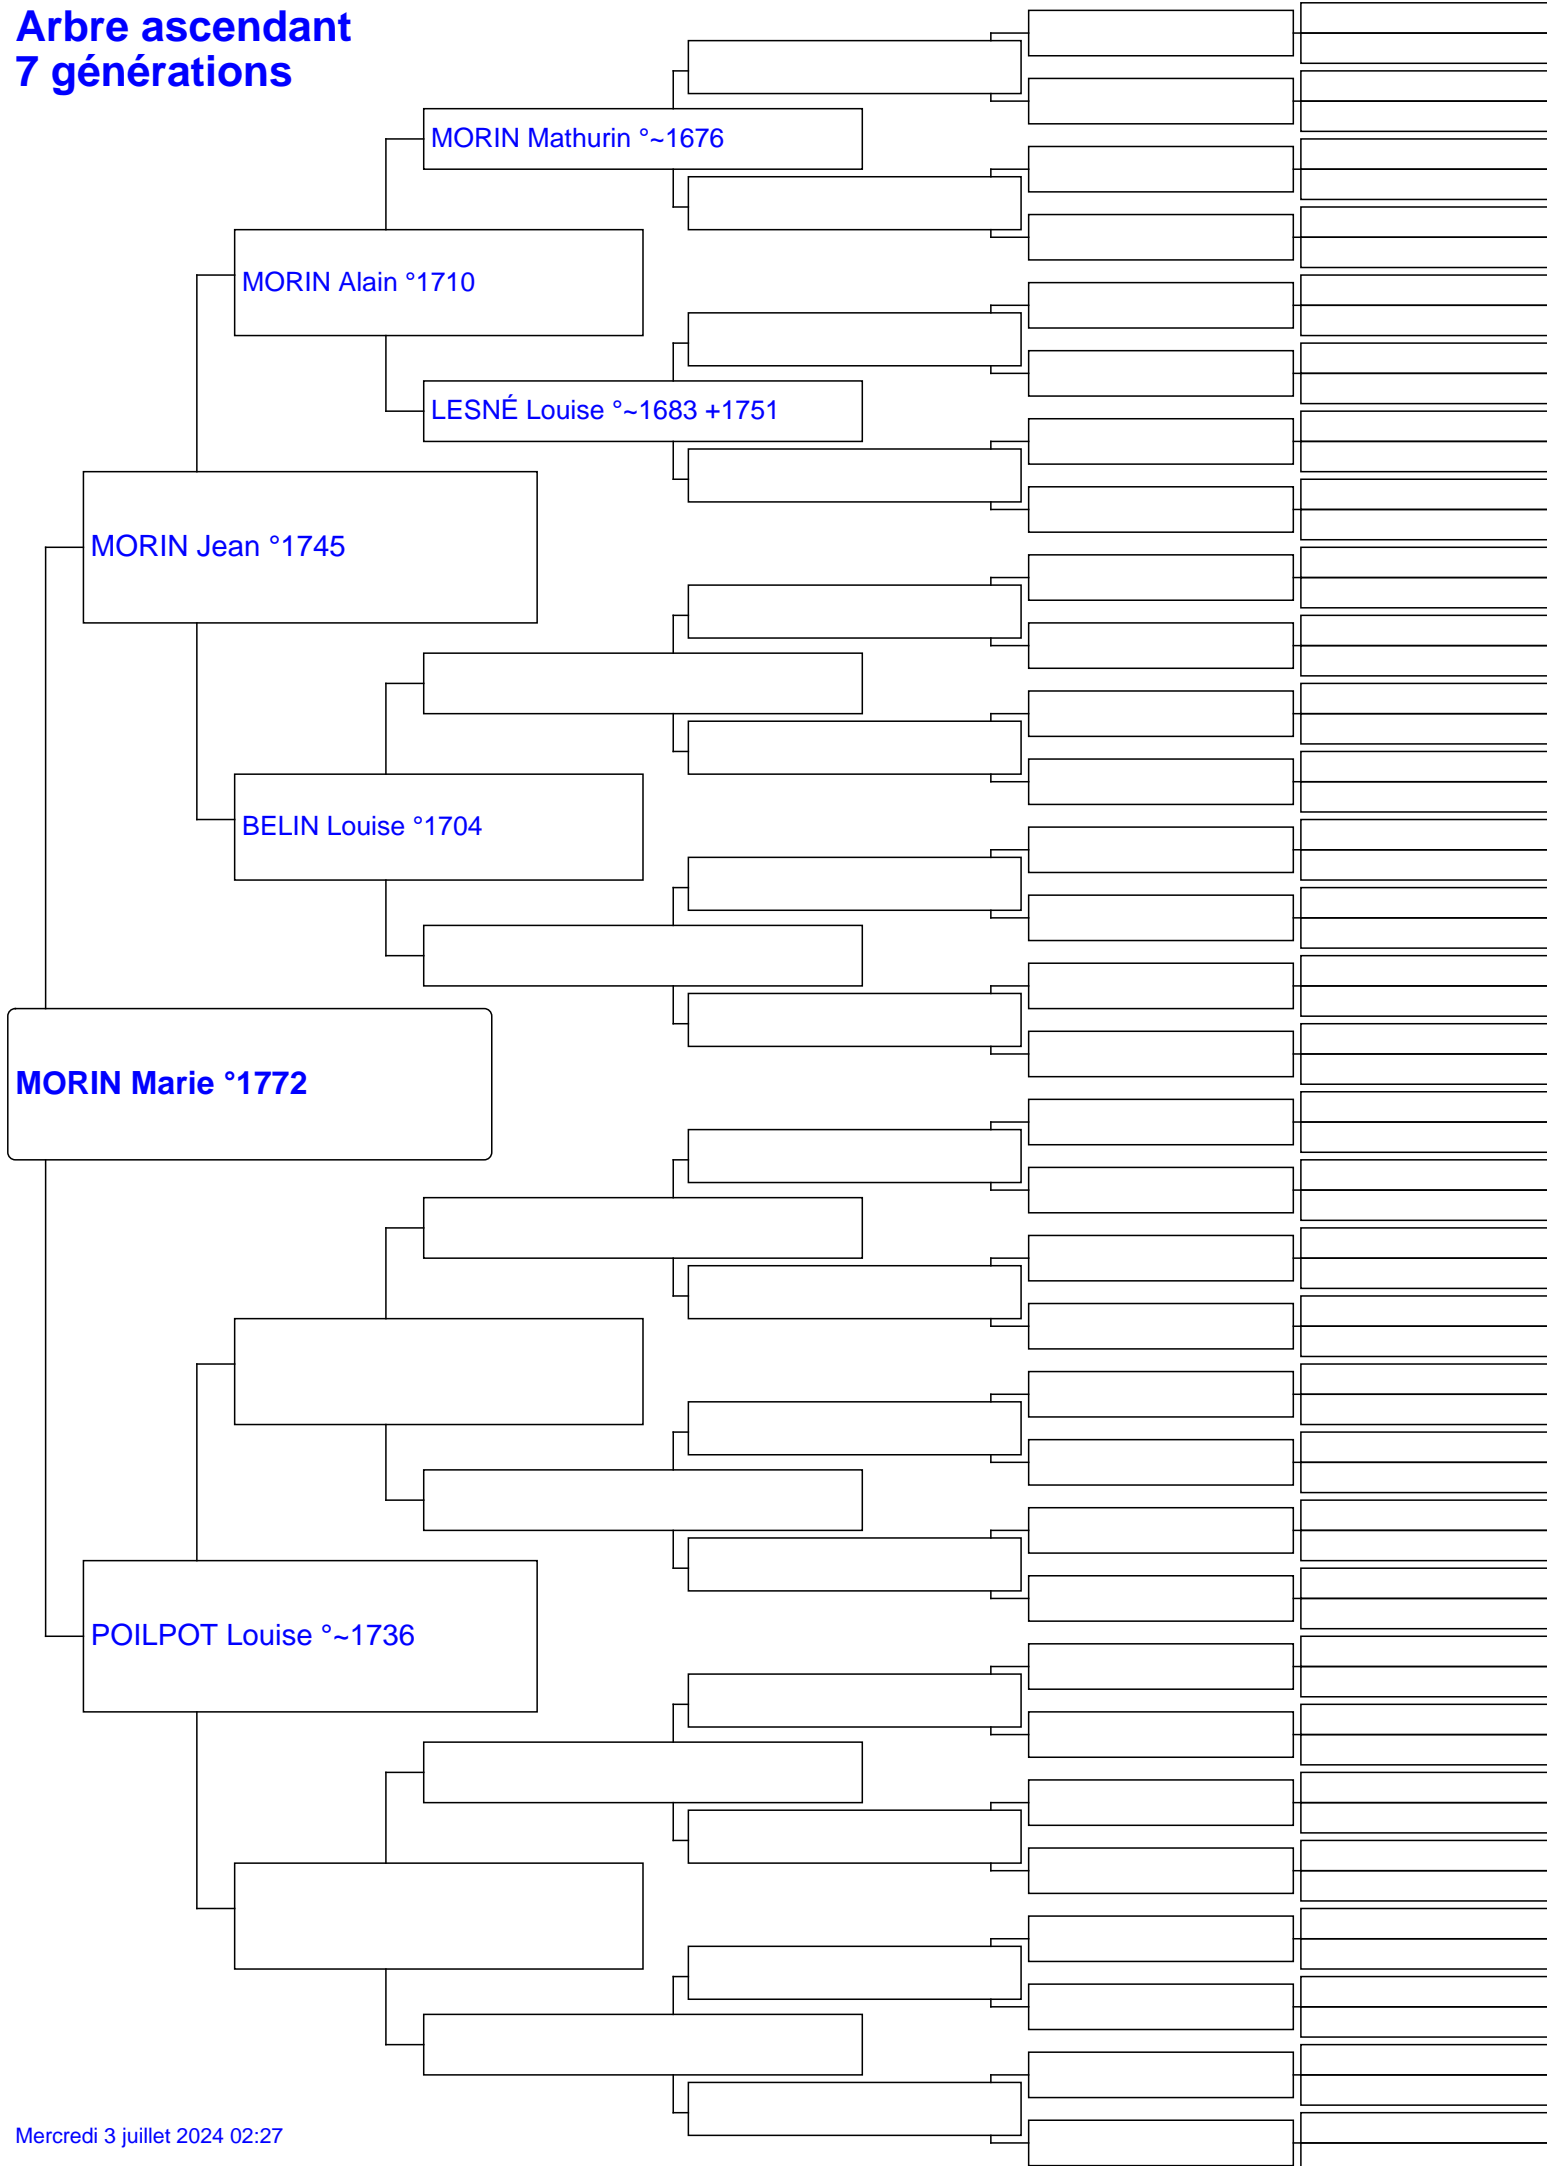 Arbre ascendant
7 générations
MORIN Mathurin °~1676
MORIN Alain °1710
LESNÉ Louise °~1683 +1751
MORIN Jean °1745
BELIN Louise °1704
MORIN Marie °1772
POILPOT Louise °~1736
Mercredi 3 juillet 2024 02:27